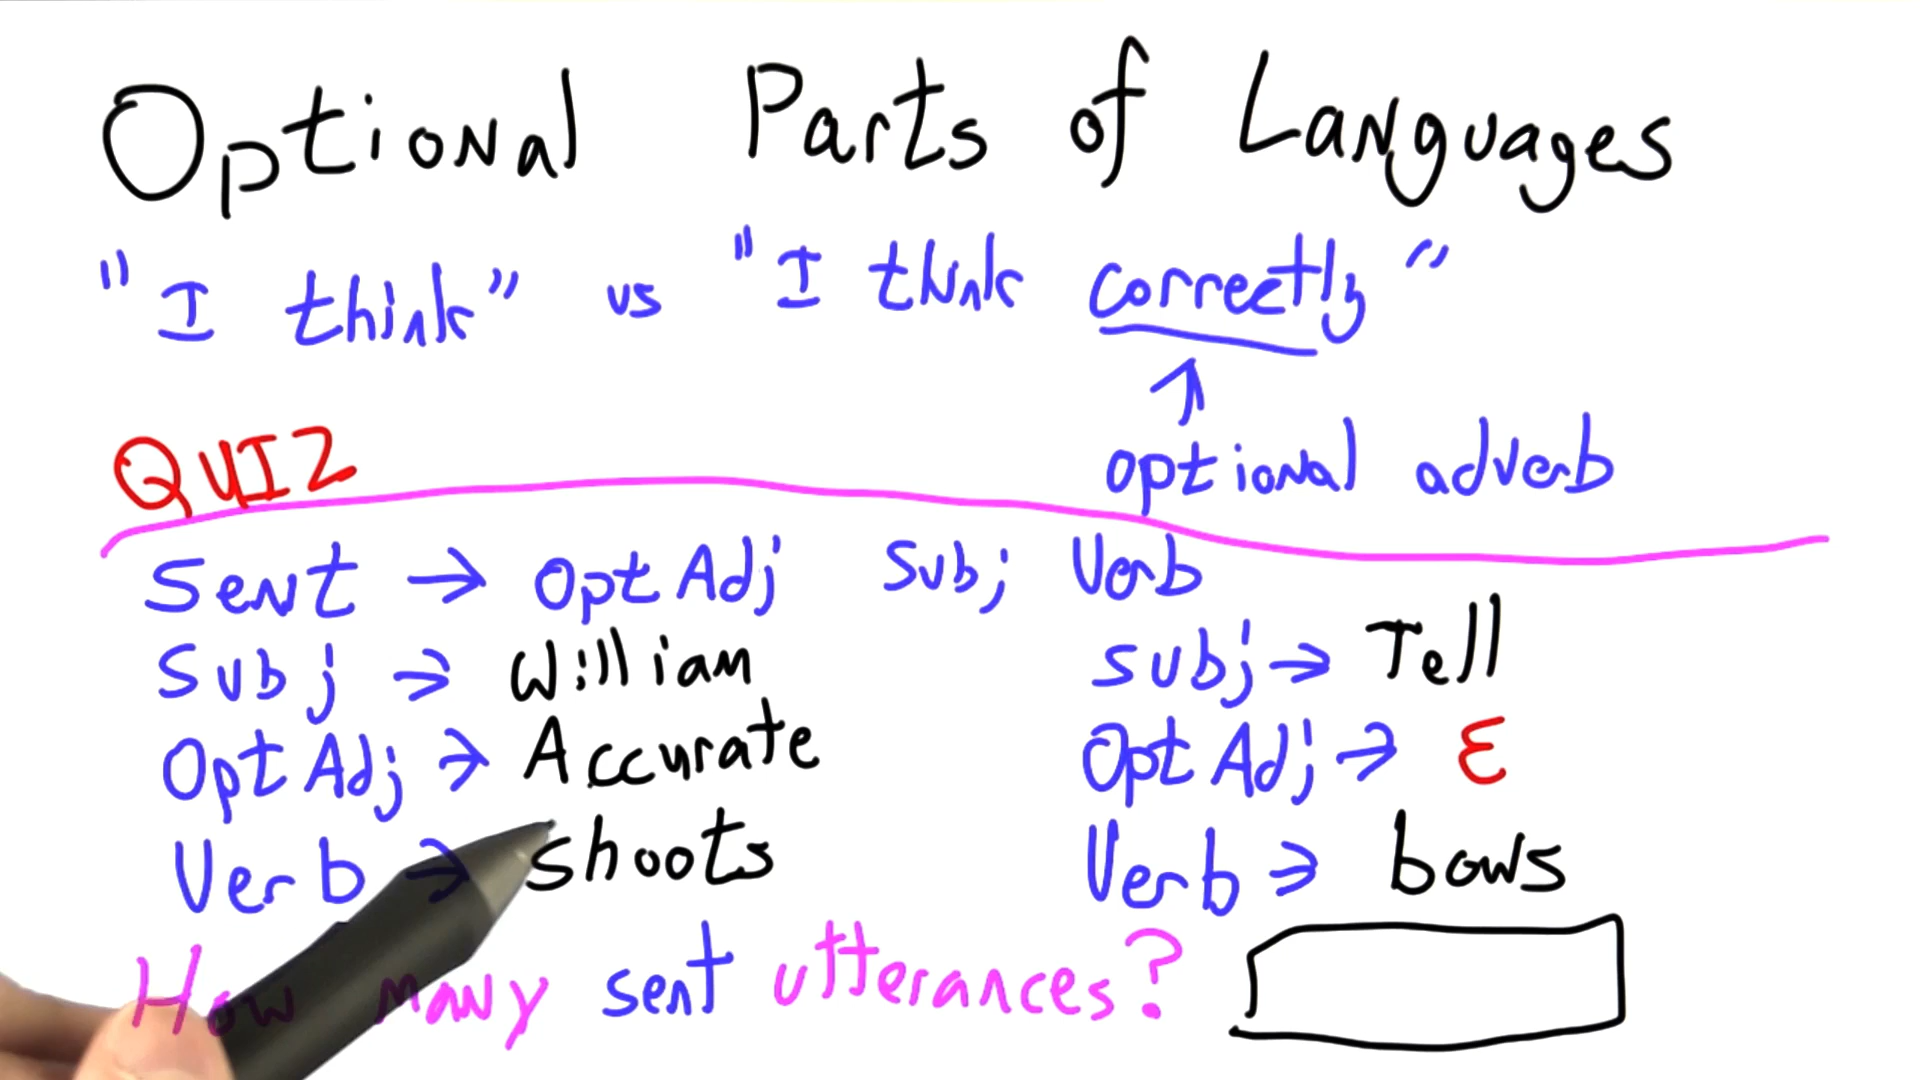 Optional Parts of Languages
"I think" vs "I think correctly"
↑
optional adverb
QUIZ
Sent → OptAdj Subj Verb
Subj → William
subj → Tell
OptAdj → Accurate
OptAdj → ε
Verb → shoots
Verb → bows
How many sent utterances?